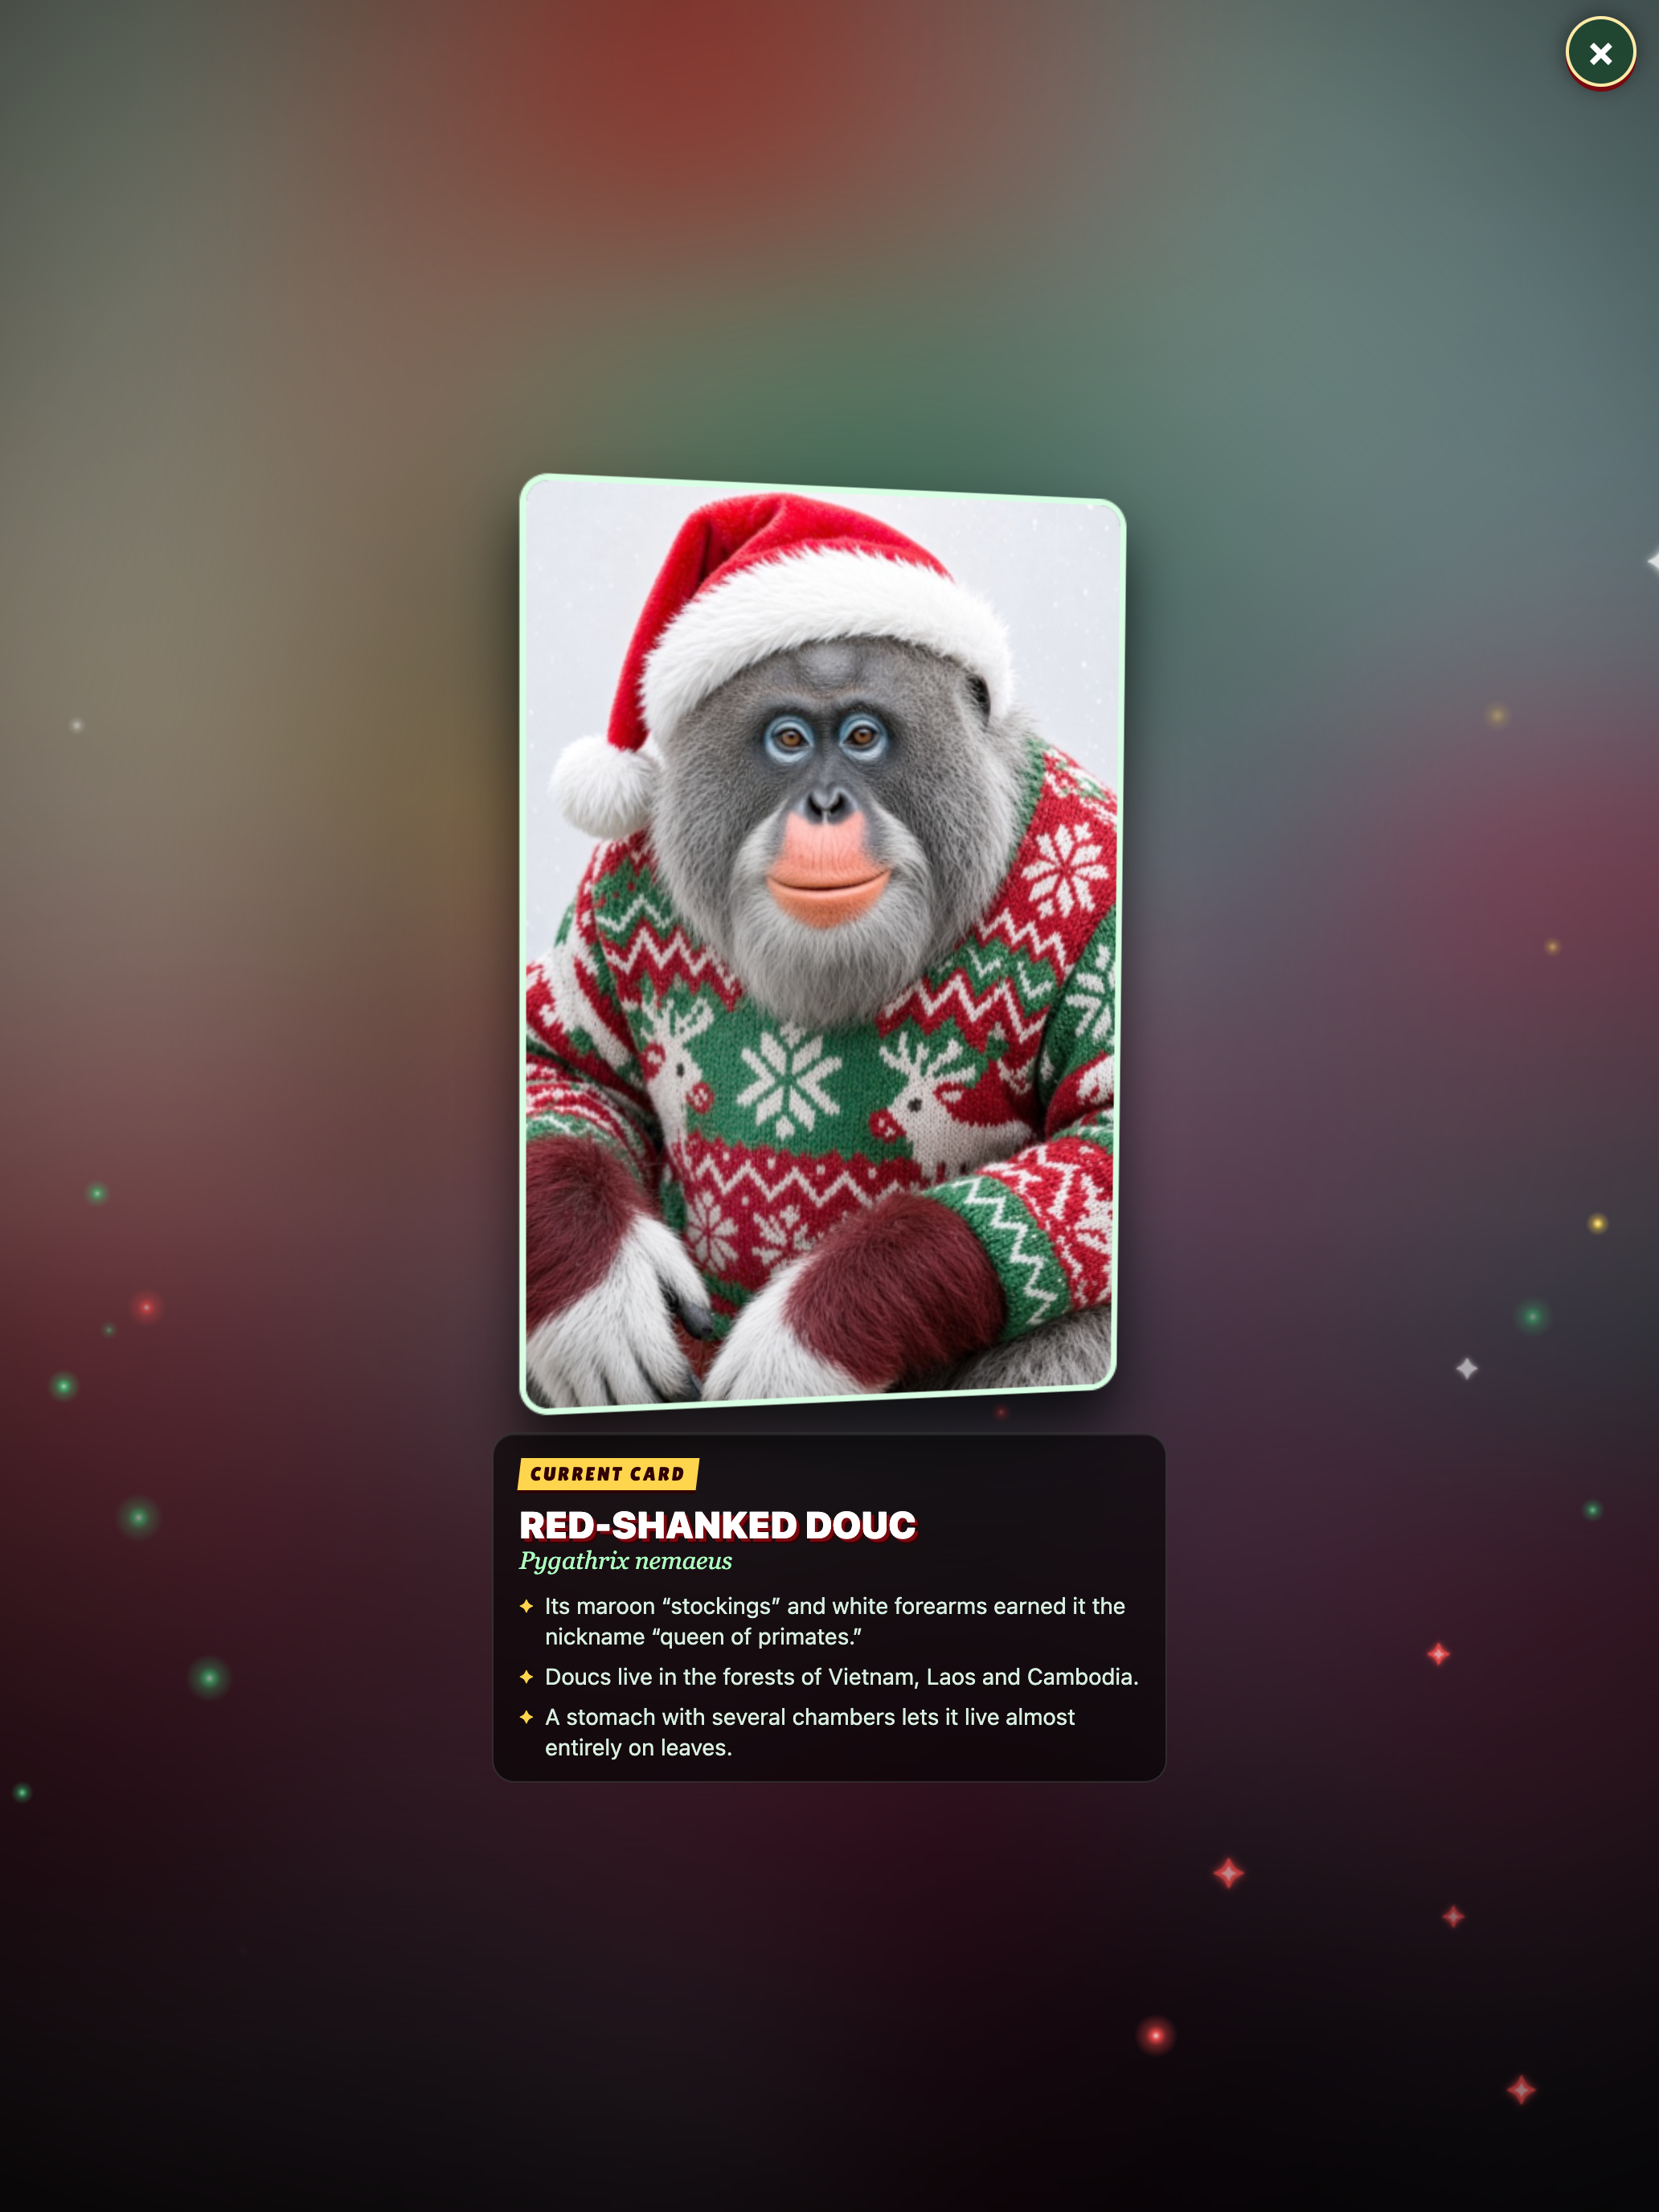 CURRENT CARD
RED-SHANKED DOUC
Pygathrix nemaeus
Its maroon “stockings” and white forearms earned it the
nickname “queen of primates.”
Doucs live in the forests of Vietnam, Laos and Cambodia.
A stomach with several chambers lets it live almost
entirely on leaves.